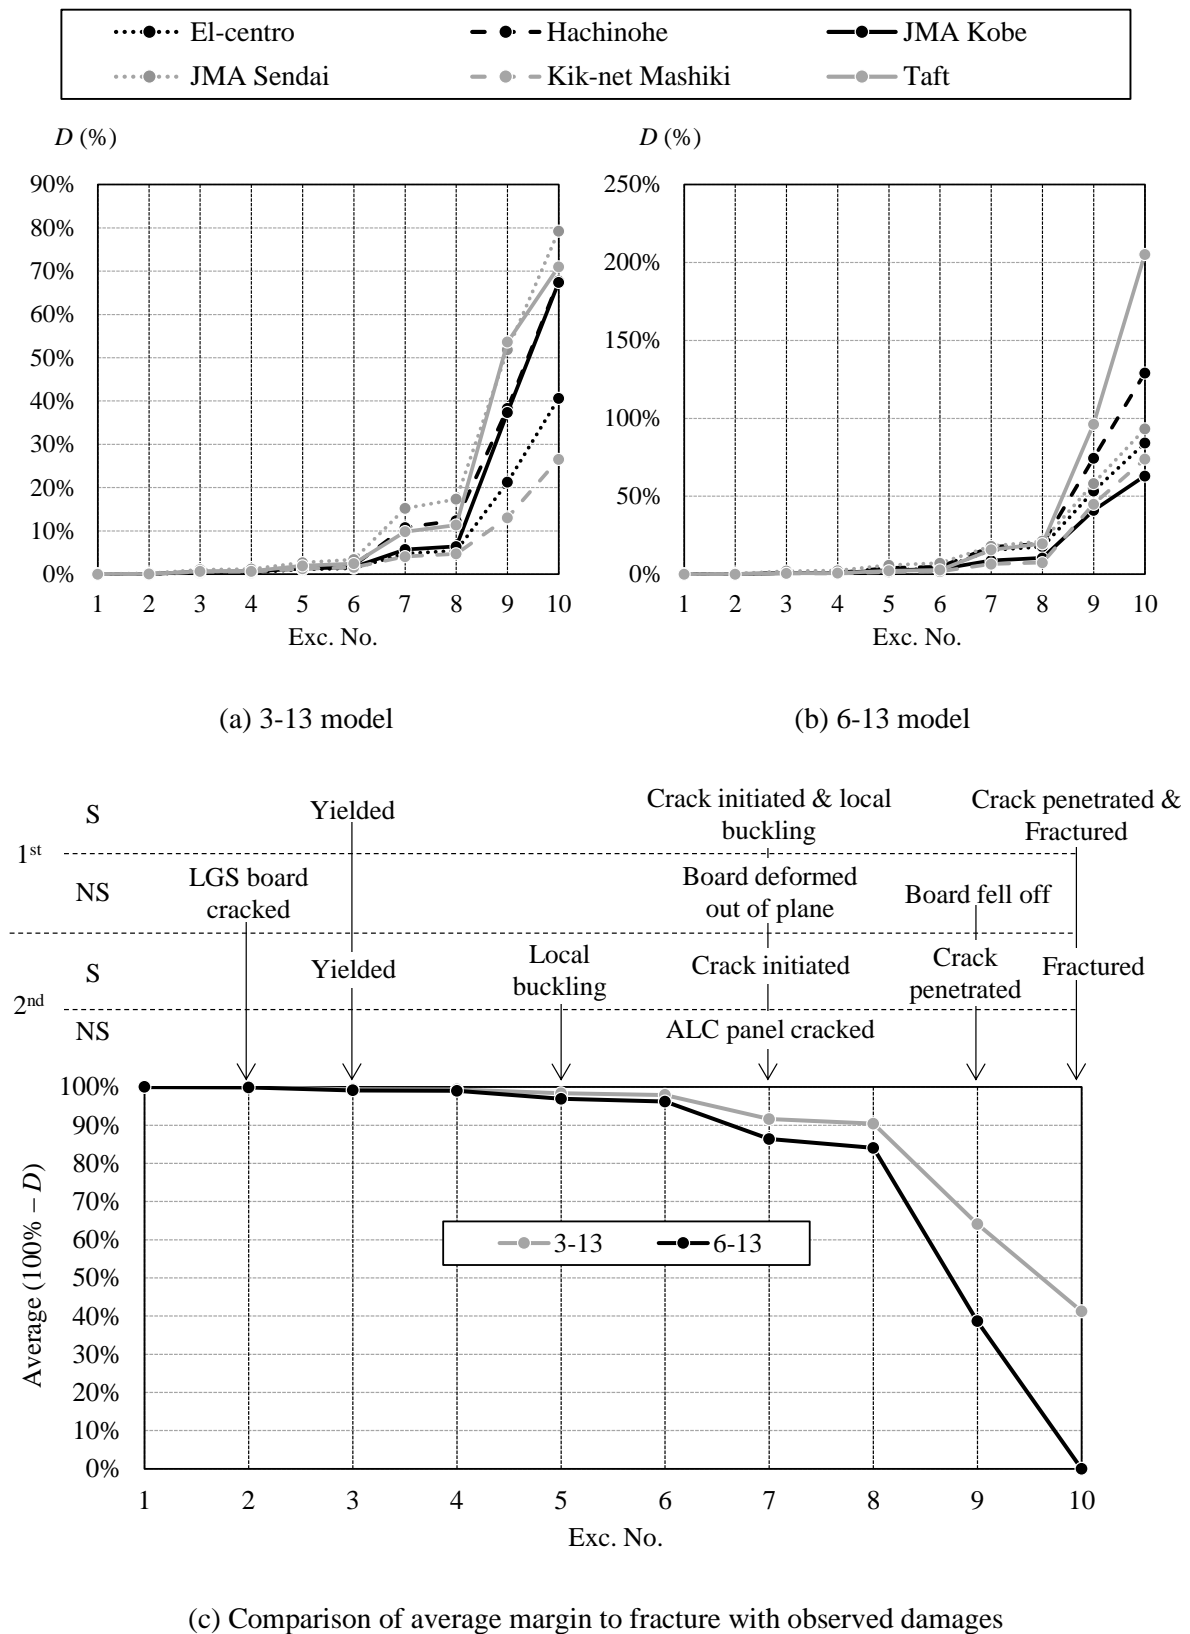 El-centro Hachinohe JMA Kobe
JMA Sendai Kik-net Mashiki Taft
D (%)
90%
80%
70%
60%
50%
40%
30%
20%
10%
0%
1 2 3 4 5 6 7 8 9 10
Exc. No.
(a) 3-13 model
D (%)
250%
200%
150%
100%
50%
0%
1 2 3 4 5 6 7 8 9 10
Exc. No.
(b) 6-13 model
1st
S
Yielded
Crack initiated & local
buckling
Crack penetrated &
Fractured
NS
LGS board
cracked
Board deformed
out of plane
Board fell off
2nd
S
Yielded
Local
buckling
Crack initiated
Crack
penetrated
Fractured
NS
ALC panel cracked
Average (100% – D)
100%
90%
80%
70%
60%
50%
40%
30%
20%
10%
0%
3-13 6-13
1 2 3 4 5 6 7 8 9 10
Exc. No.
(c) Comparison of average margin to fracture with observed damages